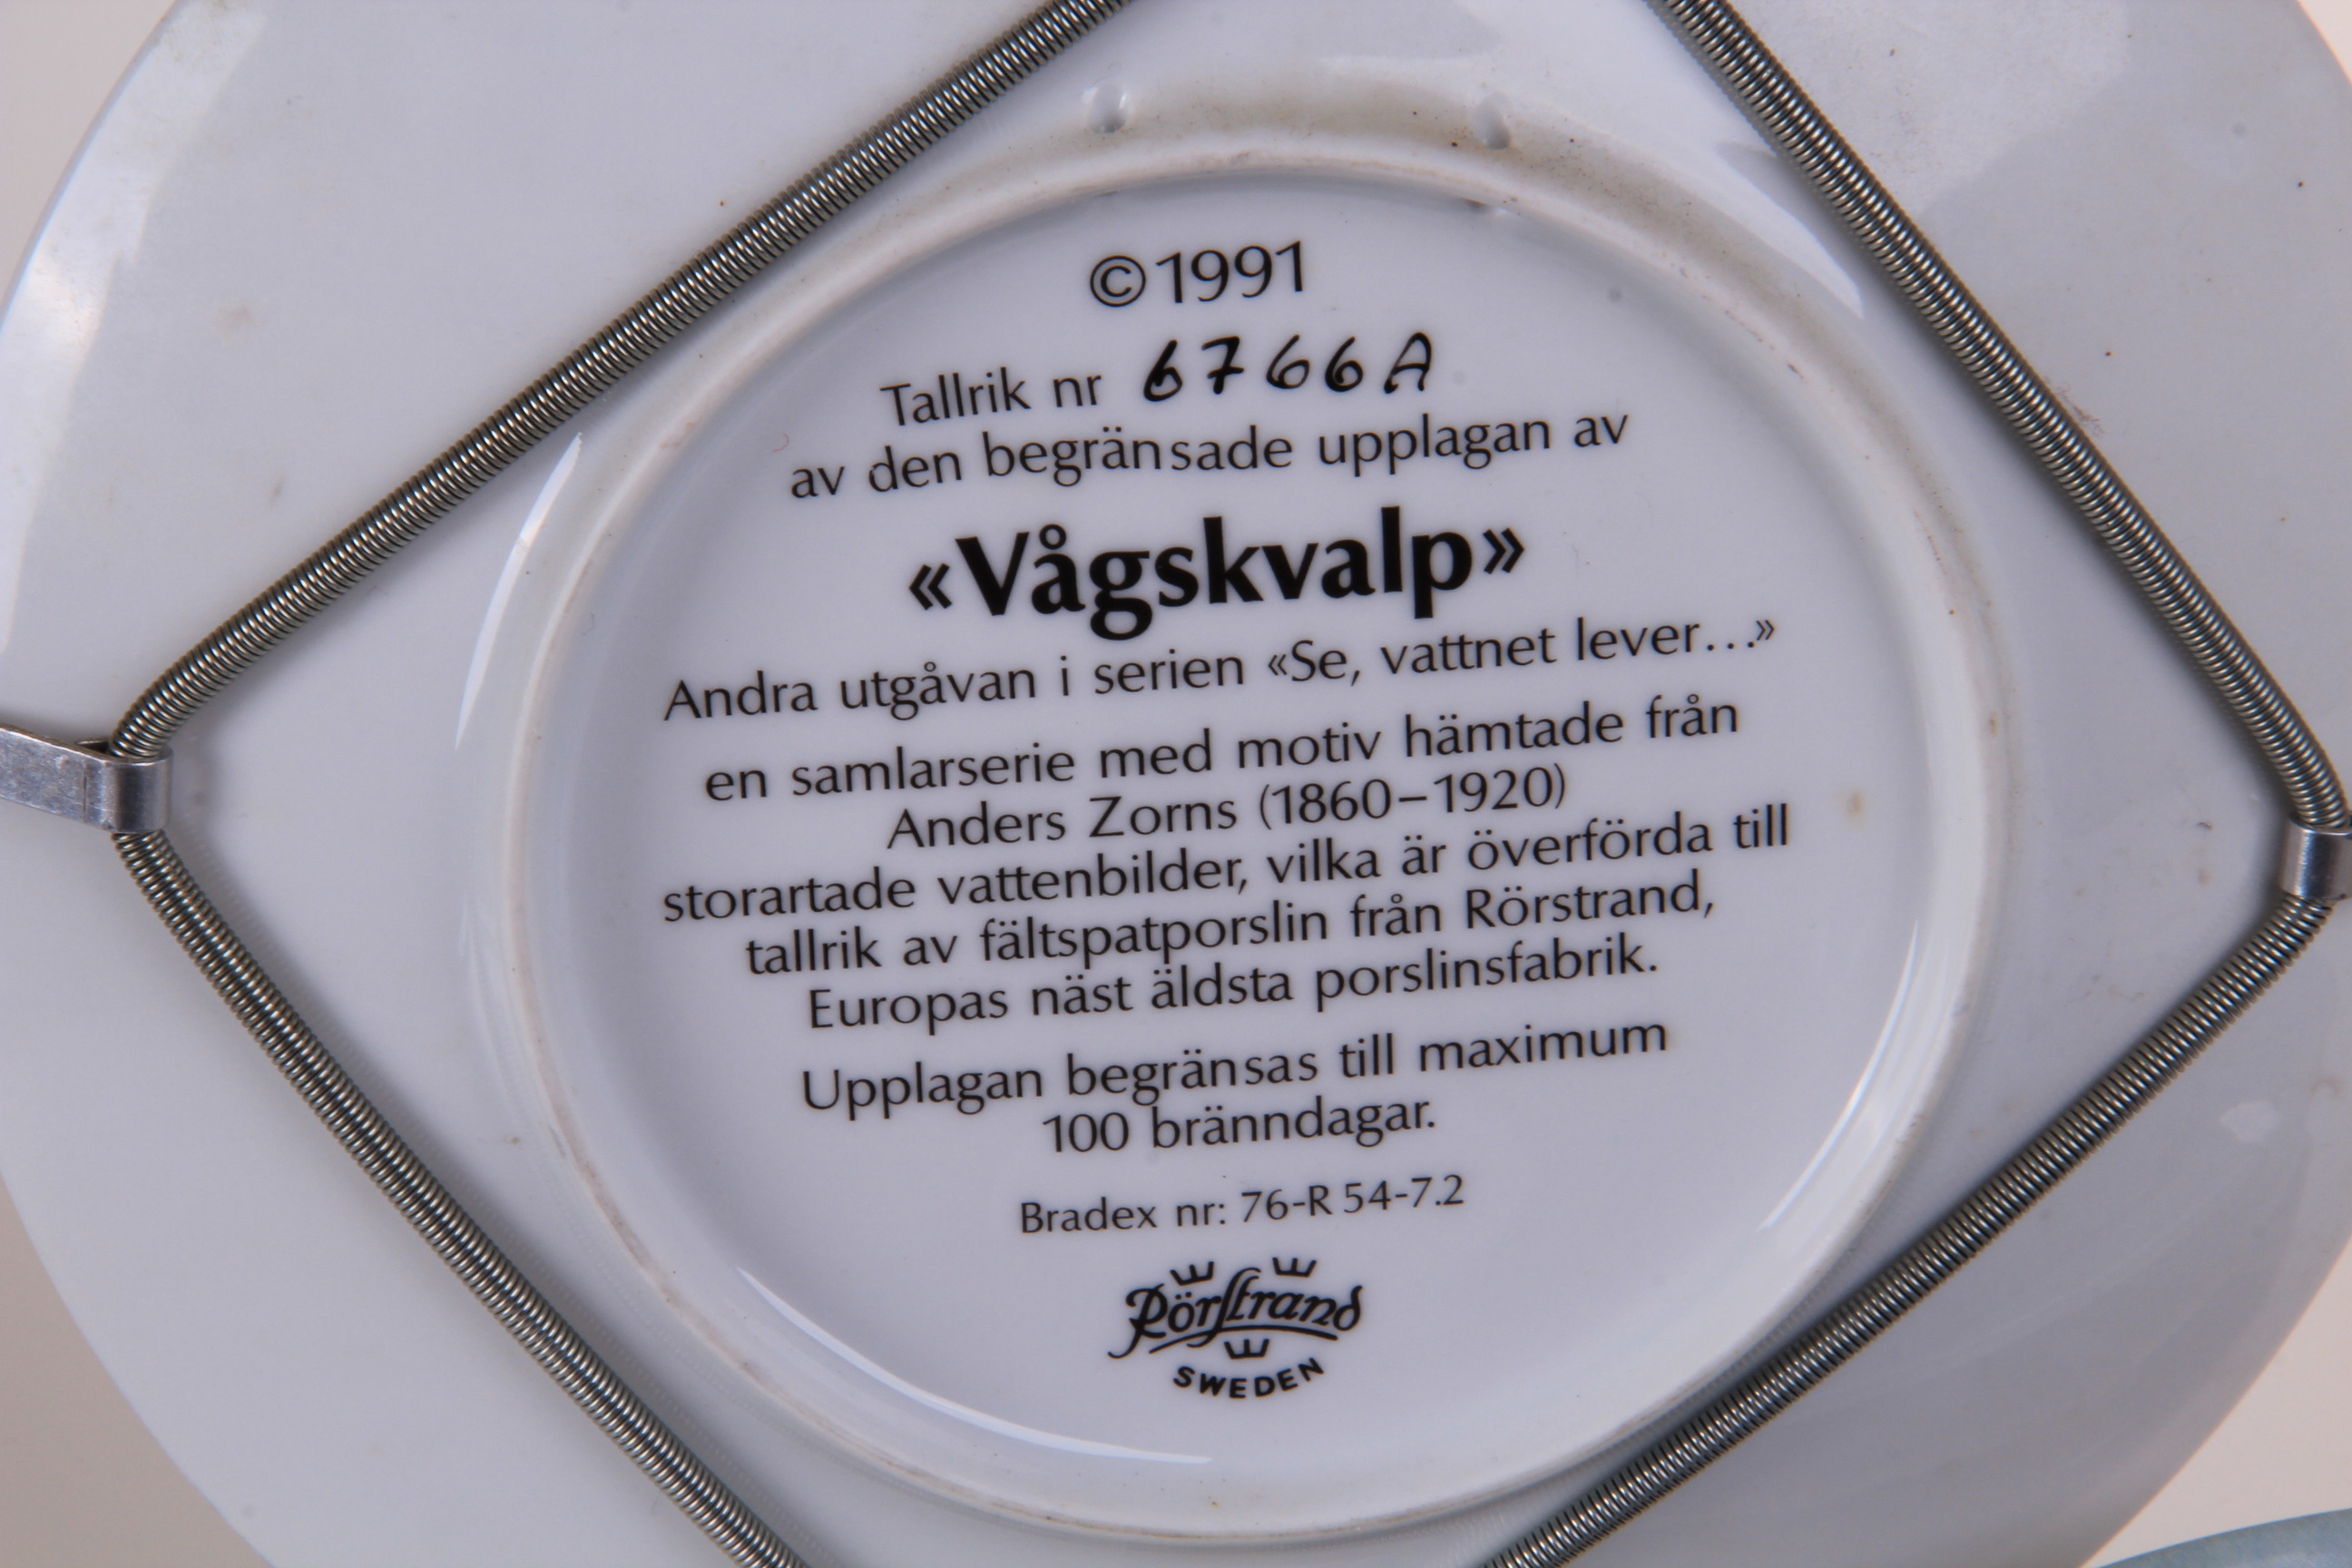 ©1991
Tallrik nr 6766A
av den begränsade upplagan av
«Vågskvalp»
Andra utgåvan i serien «Se, vattnet lever...»
en samlarserie med motiv hämtade från
Anders Zorns (1860–1920)
storartade vattenbilder, vilka är överförda till
tallrik av fältspatporslin från Rörstrand,
Europas näst äldsta porslinsfabrik.
Upplagan begränsas till maximum
100 bränndagar.
Bradex nr: 76-R 54-7.2
Rörstrand
SWEDEN